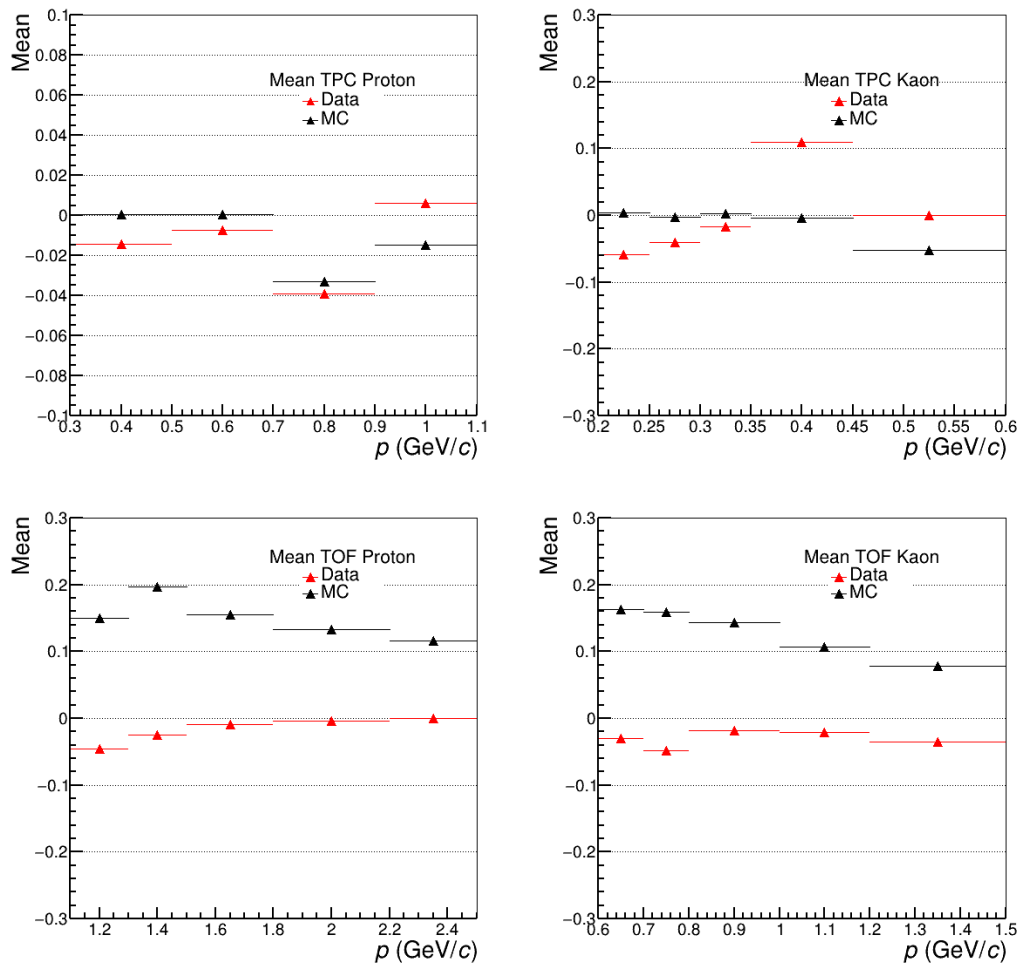 Mean
0.1
0.08
0.06
0.04
0.02
0
−0.02
−0.04
−0.06
−0.08
−0.1
Mean TPC Proton
Data
MC
0.3 0.4 0.5 0.6 0.7 0.8 0.9 1 1.1
p (GeV/c)
Mean
0.3
0.2
0.1
0
−0.1
−0.2
−0.3
Mean TPC Kaon
Data
MC
0.2 0.25 0.3 0.35 0.4 0.45 0.5 0.55 0.6
p (GeV/c)
Mean
0.3
0.2
0.1
0
−0.1
−0.2
−0.3
Mean TOF Proton
Data
MC
1.2 1.4 1.6 1.8 2 2.2 2.4
p (GeV/c)
Mean
0.3
0.2
0.1
0
−0.1
−0.2
−0.3
Mean TOF Kaon
Data
MC
0.6 0.7 0.8 0.9 1 1.1 1.2 1.3 1.4 1.5
p (GeV/c)